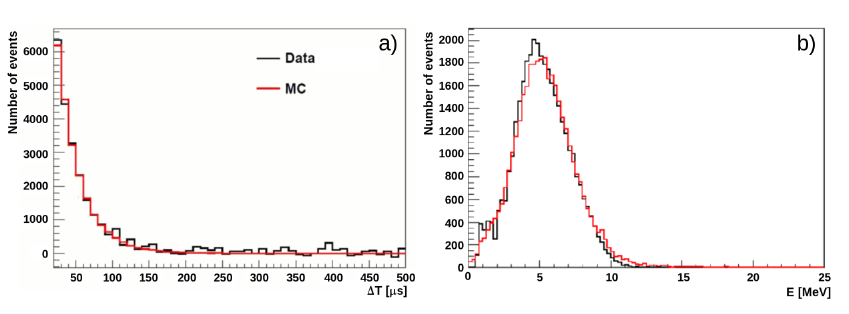 Number of events
6000
5000
4000
3000
2000
1000
0
a)
Data
MC
50 100 150 200 250 300 350 400 450 500
ΔT [μs]
Number of events
2000
1800
1600
1400
1200
1000
800
600
400
200
0
b)
0 5 10 15 20 25
E [MeV]